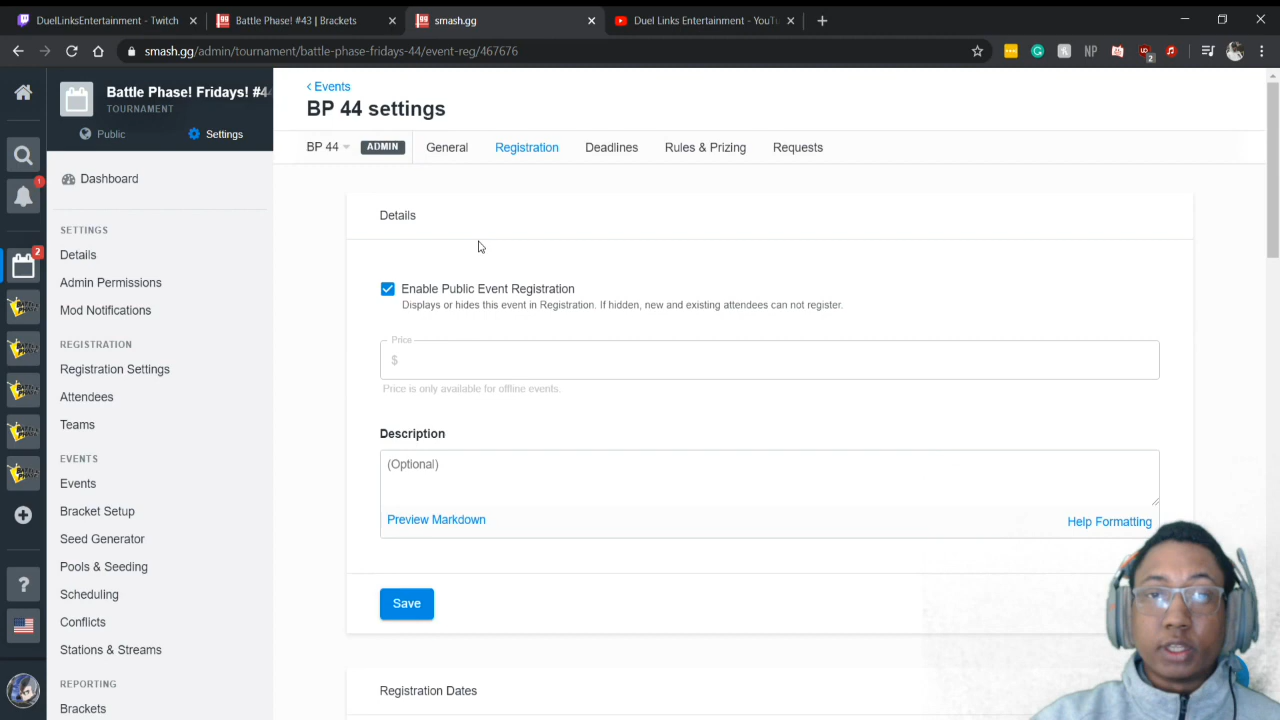 DuelLinksEntertainment - Twitch
Battle Phase! #43 | Brackets
smash.gg
Duel Links Entertainment - YouTu
smash.gg/admin/tournament/battle-phase-fridays-44/event-reg/467676
NP
2
Battle Phase! Fridays! #44
TOURNAMENT
Public
Settings
1
2
Dashboard
SETTINGS
Details
Admin Permissions
Mod Notifications
REGISTRATION
Registration Settings
Attendees
Teams
EVENTS
Events
Bracket Setup
Seed Generator
Pools & Seeding
Scheduling
Conflicts
Stations & Streams
REPORTING
Brackets
?
‹ Events
BP 44 settings
BP 44
ADMIN
General
Registration
Deadlines
Rules & Prizing
Requests
Details
Enable Public Event Registration
Displays or hides this event in Registration. If hidden, new and existing attendees can not register.
Price
$
Price is only available for offline events.
Description
(Optional)
Preview Markdown
Help Formatting
Save
Registration Dates